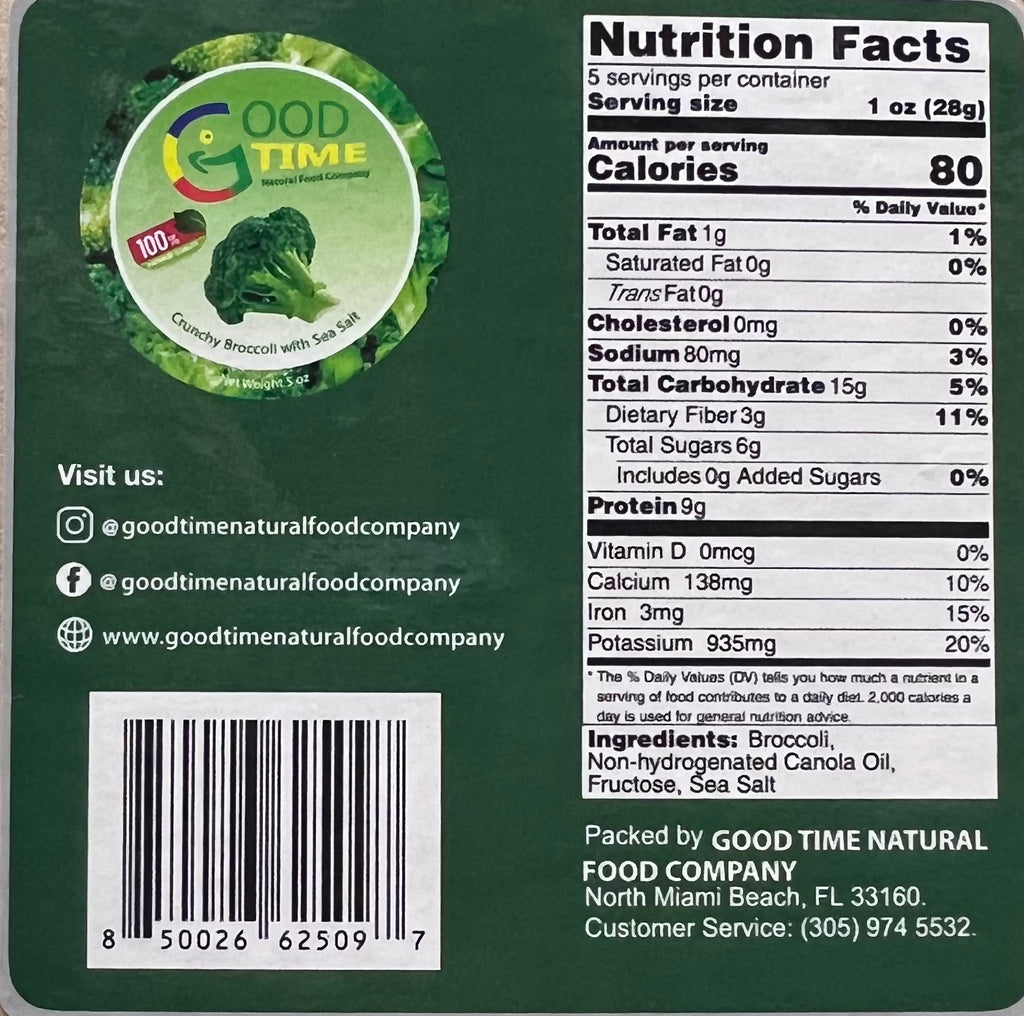 GOOD
TIME
Natural Food Company
100%
Crunchy Broccoli with Sea Salt
Net Weight 5 oz
Visit us:
@goodtimenaturalfoodcompany
@goodtimenaturalfoodcompany
www.goodtimenaturalfoodcompany
8 50026 62509 7
Nutrition Facts
5 servings per container
Serving size 1 oz (28g)
Amount per serving
Calories 80
% Daily Value*
Total Fat 1g 1%
Saturated Fat 0g 0%
Trans Fat 0g
Cholesterol 0mg 0%
Sodium 80mg 3%
Total Carbohydrate 15g 5%
Dietary Fiber 3g 11%
Total Sugars 6g
Includes 0g Added Sugars 0%
Protein 9g
Vitamin D 0mcg 0%
Calcium 138mg 10%
Iron 3mg 15%
Potassium 935mg 20%
* The % Daily Values (DV) tells you how much a nutrient in a
serving of food contributes to a daily diet. 2,000 calories a
day is used for general nutrition advice.
Ingredients: Broccoli,
Non-hydrogenated Canola Oil,
Fructose, Sea Salt
Packed by GOOD TIME NATURAL
FOOD COMPANY
North Miami Beach, FL 33160.
Customer Service: (305) 974 5532.